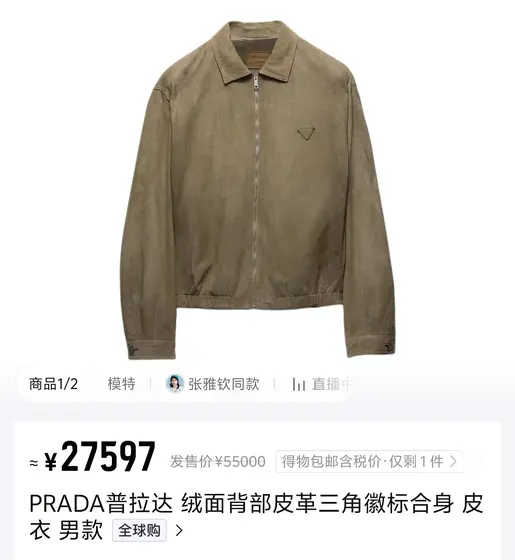 商品1/2
模特
张雅钦同款
直播中
≈ ¥27597
发售价¥55000
得物包邮含税价·仅剩1件
PRADA普拉达 绒面背部皮革三角徽标合身 皮
衣 男款 全球购